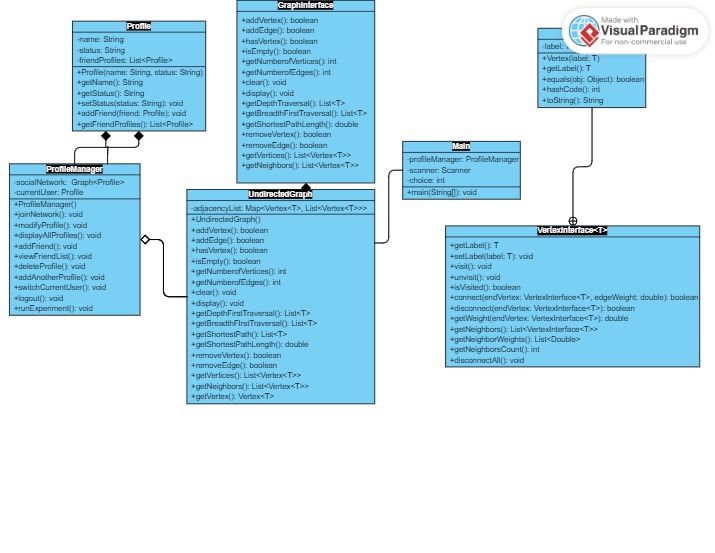 Made with
Visual Paradigm
For non-commercial use
Profile
-name: String
-status: String
-friendProfiles: List<Profile>
+Profile(name: String, status: String)
+getName(): String
+getStatus(): String
+setStatus(status: String): void
+addFriend(friend: Profile): void
+getFriendProfiles(): List<Profile>
GraphInterface
+addVertex(): boolean
+addEdge(): boolean
+hasVertex(): boolean
+isEmpty(): boolean
+getNumberofVertices(): int
+getNumberofEdges(): int
+clear(): void
+display(): void
+getDepthTraversal(): List<T>
+getBreadthFirstTraversal(): List<T>
+getShortestPathLength(): double
+removeVertex(): boolean
+removeEdge(): boolean
+getVertices(): List<Vertex<T>>
+getNeighbors(): List<Vertex<T>>
-label:
+Vertex(label: T)
+getLabel(): T
+equals(obj: Object): boolean
+hashCode(): int
+toString(): String
ProfileManager
-socialNetwork: Graph<Profile>
-currentUser: Profile
+ProfileManager()
+joinNetwork(): void
+modifyProfile(): void
+displayAllProfiles(): void
+addFriend(): void
+viewFriendList(): void
+deleteProfile(): void
+addAnotherProfile(): void
+switchCurrentUser(): void
+logout(): void
+runExperiment(): void
Main
-profileManager: ProfileManager
-scanner: Scanner
-choice: int
+main(String[]): void
UndirectedGraph
-adjacencyList: Map<Vertex<T>, List<Vertex<T>>>
+UndirectedGraph()
+addVertex(): boolean
+addEdge(): boolean
+hasVertex(): boolean
+isEmpty(): boolean
+getNumberofVertices(): int
+getNumberofEdges(): int
+clear(): void
+display(): void
+getDepthFirstTraversal(): List<T>
+getBreadthFIrstTraversal(): List<T>
+getShortestPath(): List<T>
+getShortestPathLength(): double
+removeVertex(): boolean
+removeEdge(): boolean
+getVertices(): List<Vertex<T>>
+getNeighbors(): List<Vertex<T>>
+getVertex(): Vertex<T>
VertexInterface<T>
+getLabel(): T
+setLabel(label: T): void
+visit(): void
+unvisit(): void
+isVisited(): boolean
+connect(endVertex: VertexInterface<T>, edgeWeight: double): boolean
+disconnect(endVertex: VertexInterface<T>): boolean
+getWeight(endVertex: VertexInterface<T>): double
+getNeighbors(): List<VertexInterface<T>>
+getNeighborWeights(): List<Double>
+getNeighborsCount(): int
+disconnectAll(): void